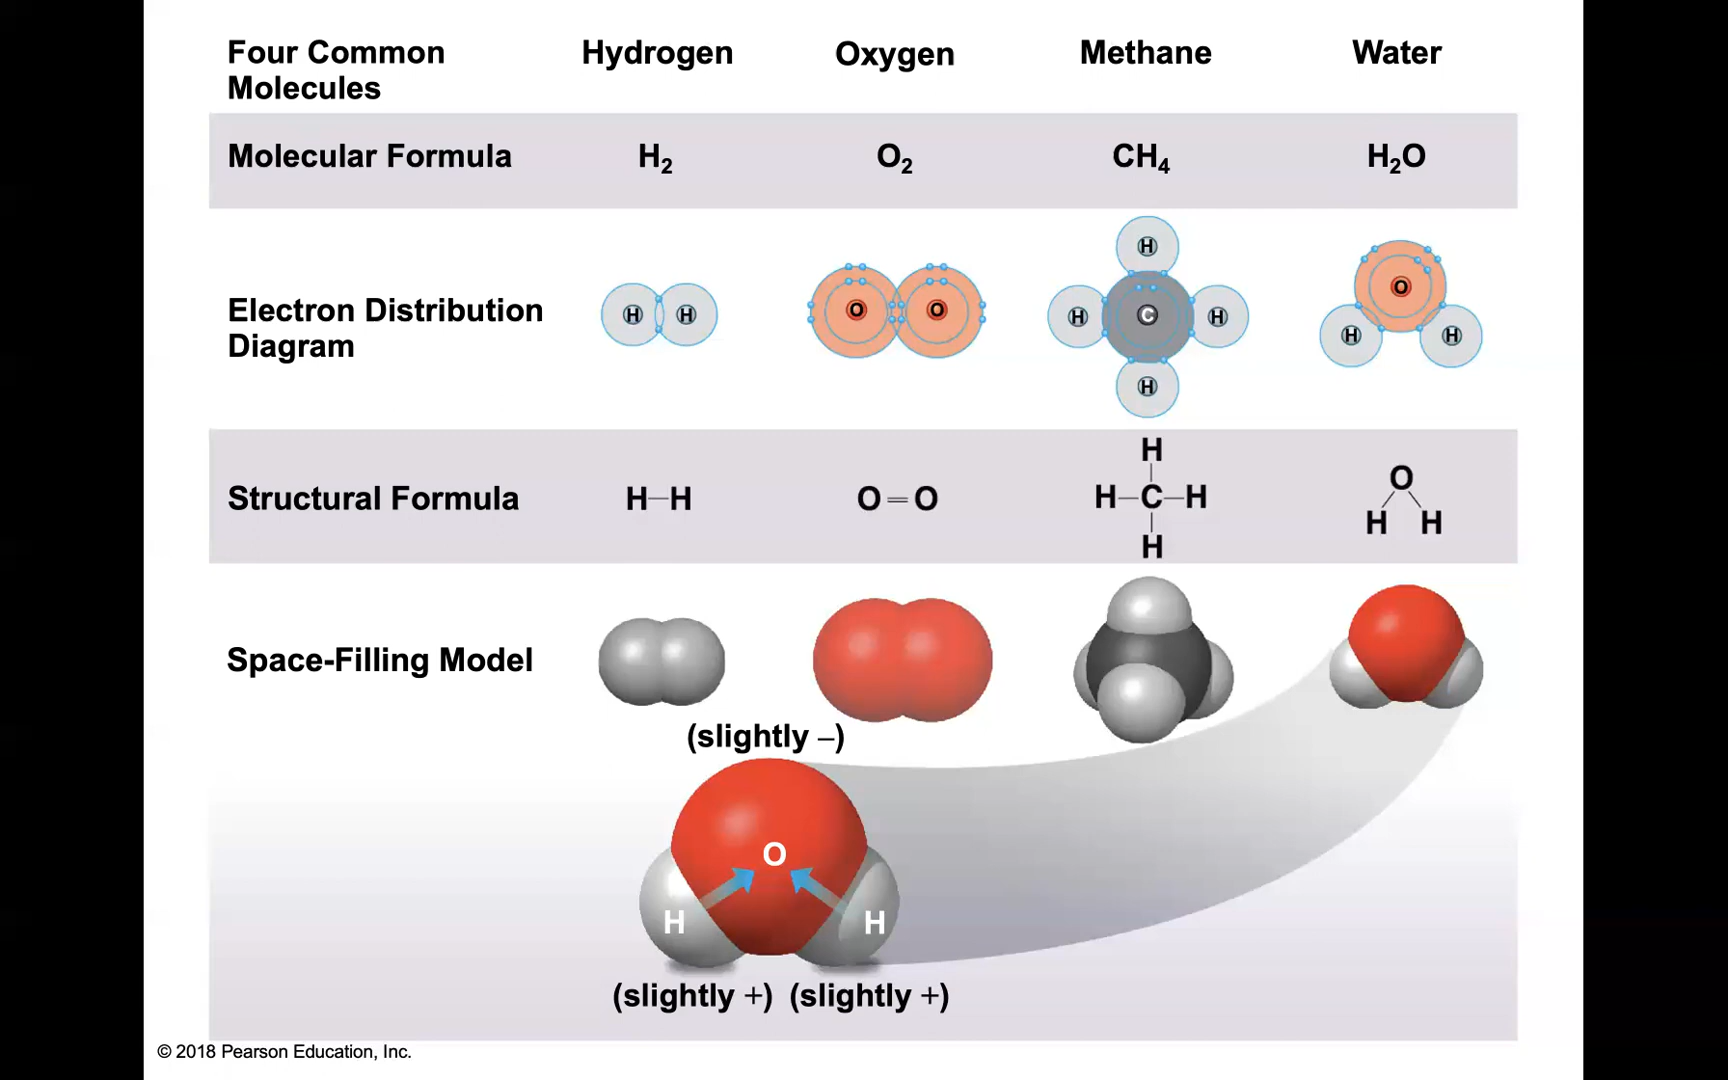 Four Common
Molecules
Hydrogen
Oxygen
Methane
Water
Molecular Formula
H₂
O₂
CH₄
H₂O
Electron Distribution
Diagram
H H
O O
H
H C H
H
O
H H
Structural Formula
H–H
O=O
H
H–C–H
H
O
H H
Space-Filling Model
(slightly –)
O
H H
(slightly +) (slightly +)
© 2018 Pearson Education, Inc.